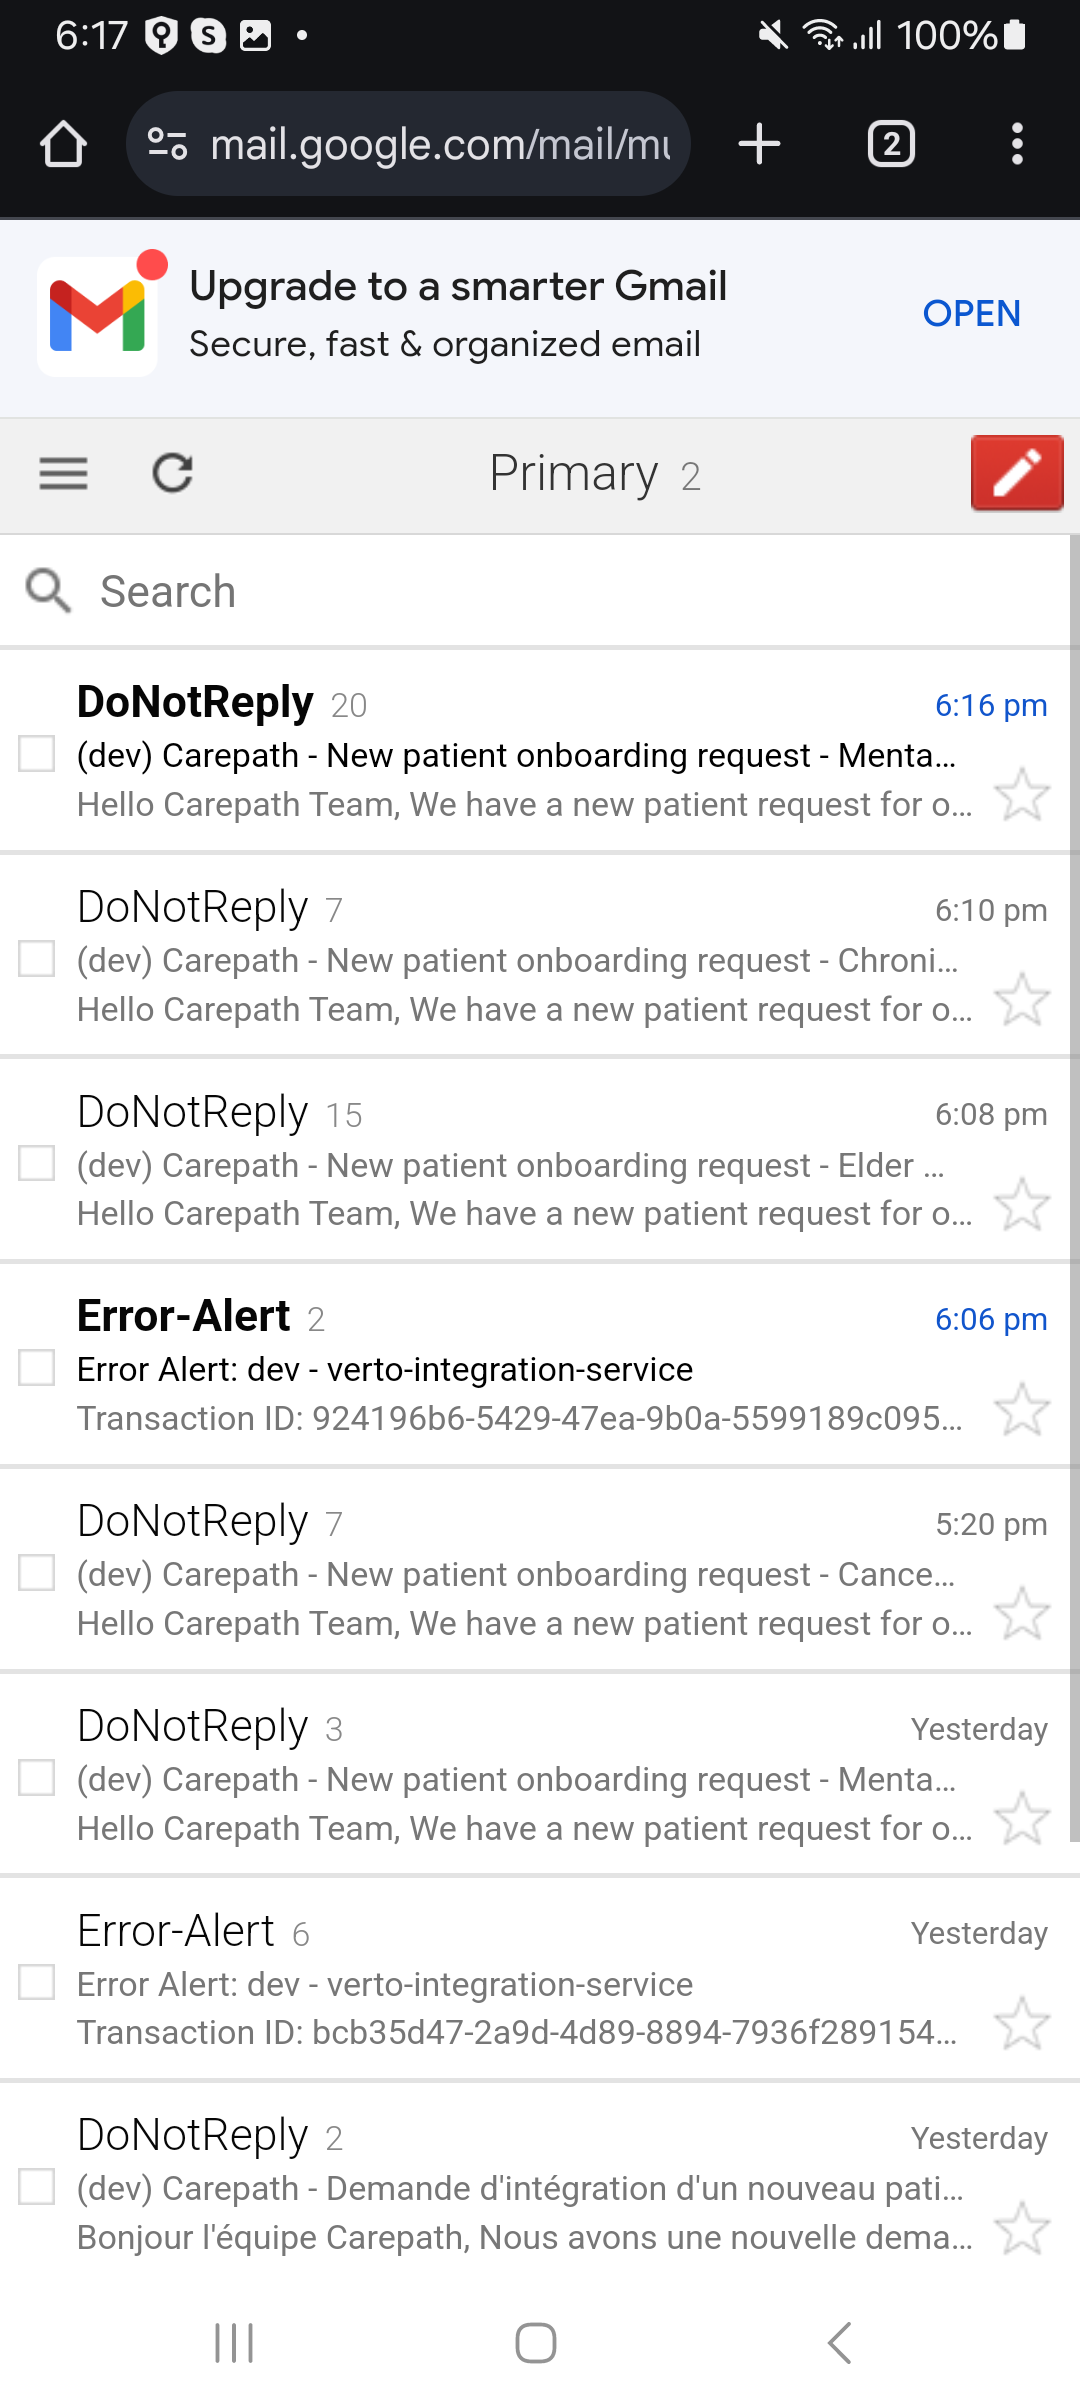 6:17
100%
mail.google.com/mail/mu
2
Upgrade to a smarter Gmail
Secure, fast & organized email
OPEN
Primary 2
Search
DoNotReply 20 6:16 pm
(dev) Carepath - New patient onboarding request - Menta...
Hello Carepath Team, We have a new patient request for o...
DoNotReply 7 6:10 pm
(dev) Carepath - New patient onboarding request - Chroni...
Hello Carepath Team, We have a new patient request for o...
DoNotReply 15 6:08 pm
(dev) Carepath - New patient onboarding request - Elder ...
Hello Carepath Team, We have a new patient request for o...
Error-Alert 2 6:06 pm
Error Alert: dev - verto-integration-service
Transaction ID: 924196b6-5429-47ea-9b0a-5599189c095...
DoNotReply 7 5:20 pm
(dev) Carepath - New patient onboarding request - Cance...
Hello Carepath Team, We have a new patient request for o...
DoNotReply 3 Yesterday
(dev) Carepath - New patient onboarding request - Menta...
Hello Carepath Team, We have a new patient request for o...
Error-Alert 6 Yesterday
Error Alert: dev - verto-integration-service
Transaction ID: bcb35d47-2a9d-4d89-8894-7936f289154...
DoNotReply 2 Yesterday
(dev) Carepath - Demande d'intégration d'un nouveau pati...
Bonjour l'équipe Carepath, Nous avons une nouvelle dema...